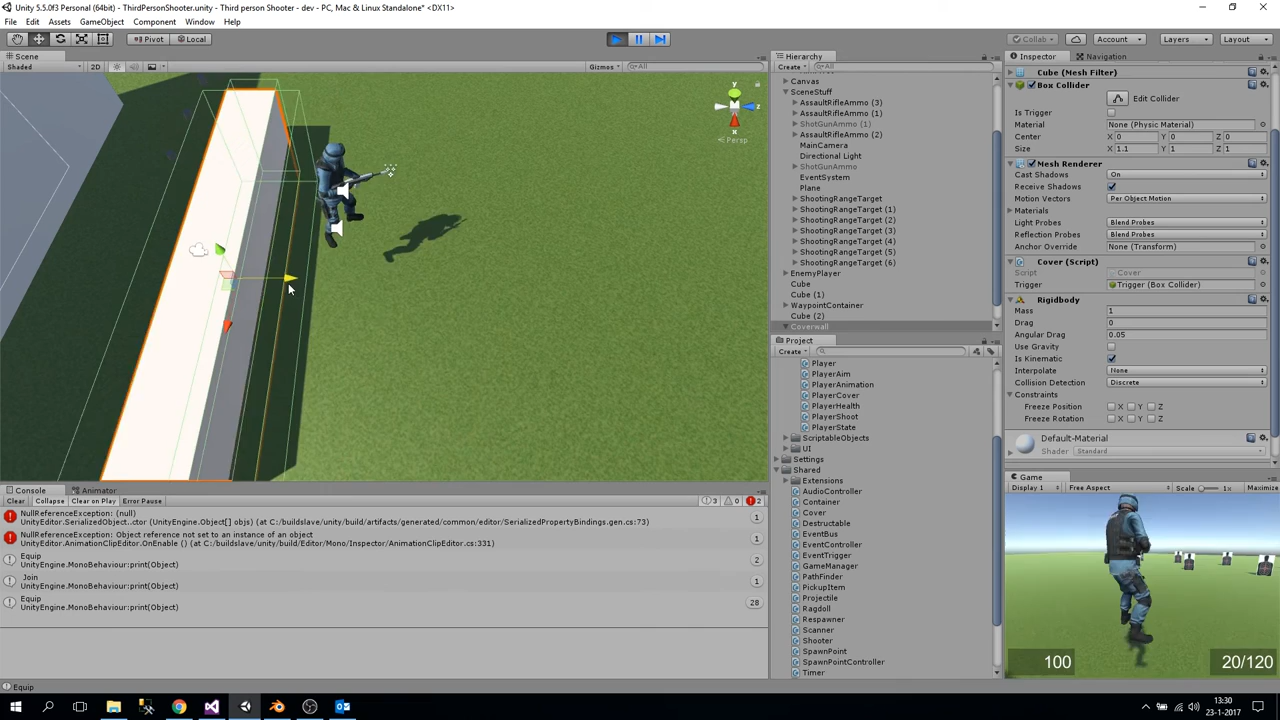 Unity 5.5.0f3 Personal (64bit) - ThirdPersonShooter.unity - Third person Shooter - dev - PC, Mac & Linux Standalone* <DX11>
File Edit Assets GameObject Component Window Help
Pivot Local Collab Account Layers Layout
Scene
Shaded 2D Gizmos All
y
z
x
Persp
Hierarchy
Create All
Canvas
SceneStuff
AssaultRifleAmmo (3)
AssaultRifleAmmo (1)
ShotGunAmmo (1)
AssaultRifleAmmo (2)
MainCamera
Directional Light
ShotGunAmmo
EventSystem
Plane
ShootingRangeTarget
ShootingRangeTarget (1)
ShootingRangeTarget (2)
ShootingRangeTarget (3)
ShootingRangeTarget (4)
ShootingRangeTarget (5)
ShootingRangeTarget (6)
EnemyPlayer
Cube
Cube (1)
WaypointContainer
Cube (2)
Coverwall
Project
Create
Player
PlayerAim
PlayerAnimation
PlayerCover
PlayerHealth
PlayerShoot
PlayerState
ScriptableObjects
UI
Settings
Shared
Extensions
AudioController
Container
Cover
Destructable
EventBus
EventController
EventTrigger
GameManager
PathFinder
PickupItem
Projectile
Ragdoll
Respawner
Scanner
Shooter
SpawnPoint
SpawnPointController
Timer
Inspector Navigation
Cube (Mesh Filter)
Box Collider
Edit Collider
Is Trigger
Material None (Physic Material)
Center X 0 Y 0 Z 0
Size X 1.1 Y 1 Z 1
Mesh Renderer
Cast Shadows On
Receive Shadows
Motion Vectors Per Object Motion
Materials
Light Probes Blend Probes
Reflection Probes Blend Probes
Anchor Override None (Transform)
Cover (Script)
Script Cover
Trigger Trigger (Box Collider)
Rigidbody
Mass 1
Drag 0
Angular Drag 0.05
Use Gravity
Is Kinematic
Interpolate None
Collision Detection Discrete
Constraints
Freeze Position X Y Z
Freeze Rotation X Y Z
Default-Material
Shader Standard
Game
Display 1 Free Aspect Scale 1x Maximize
100 20/120
Console Animator
Clear Collapse Clear on Play Error Pause 3 0 2
NullReferenceException: (null) 1
UnityEditor.SerializedObject..ctor (UnityEngine.Object[] objs) (at C:/buildslave/unity/build/artifacts/generated/common/editor/SerializedPropertyBindings.gen.cs:73)
NullReferenceException: Object reference not set to an instance of an object 1
UnityEditor.AnimationClipEditor.OnEnable () (at C:/buildslave/unity/build/Editor/Mono/Inspector/AnimationClipEditor.cs:331)
Equip 2
UnityEngine.MonoBehaviour:print(Object)
Join 1
UnityEngine.MonoBehaviour:print(Object)
Equip 28
UnityEngine.MonoBehaviour:print(Object)
Equip
13:30
23-1-2017